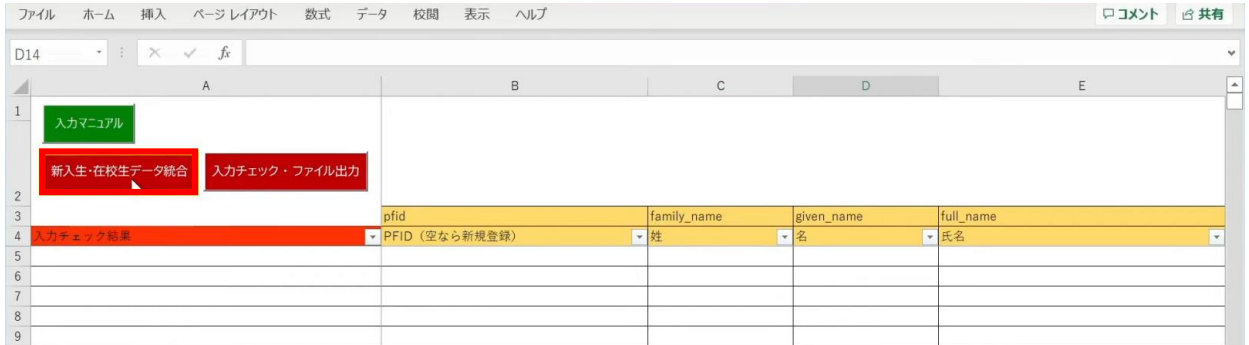 ファイル ホーム 挿入 ページ レイアウト 数式 データ 校閲 表示 ヘルプ コメント 共有
D14 fx
A B C D E
1 入力マニュアル
新入生・在校生データ統合 入力チェック・ファイル出力
2
3 pfid family_name given_name full_name
4 入力チェック結果 PFID（空なら新規登録） 姓 名 氏名
5
6
7
8
9